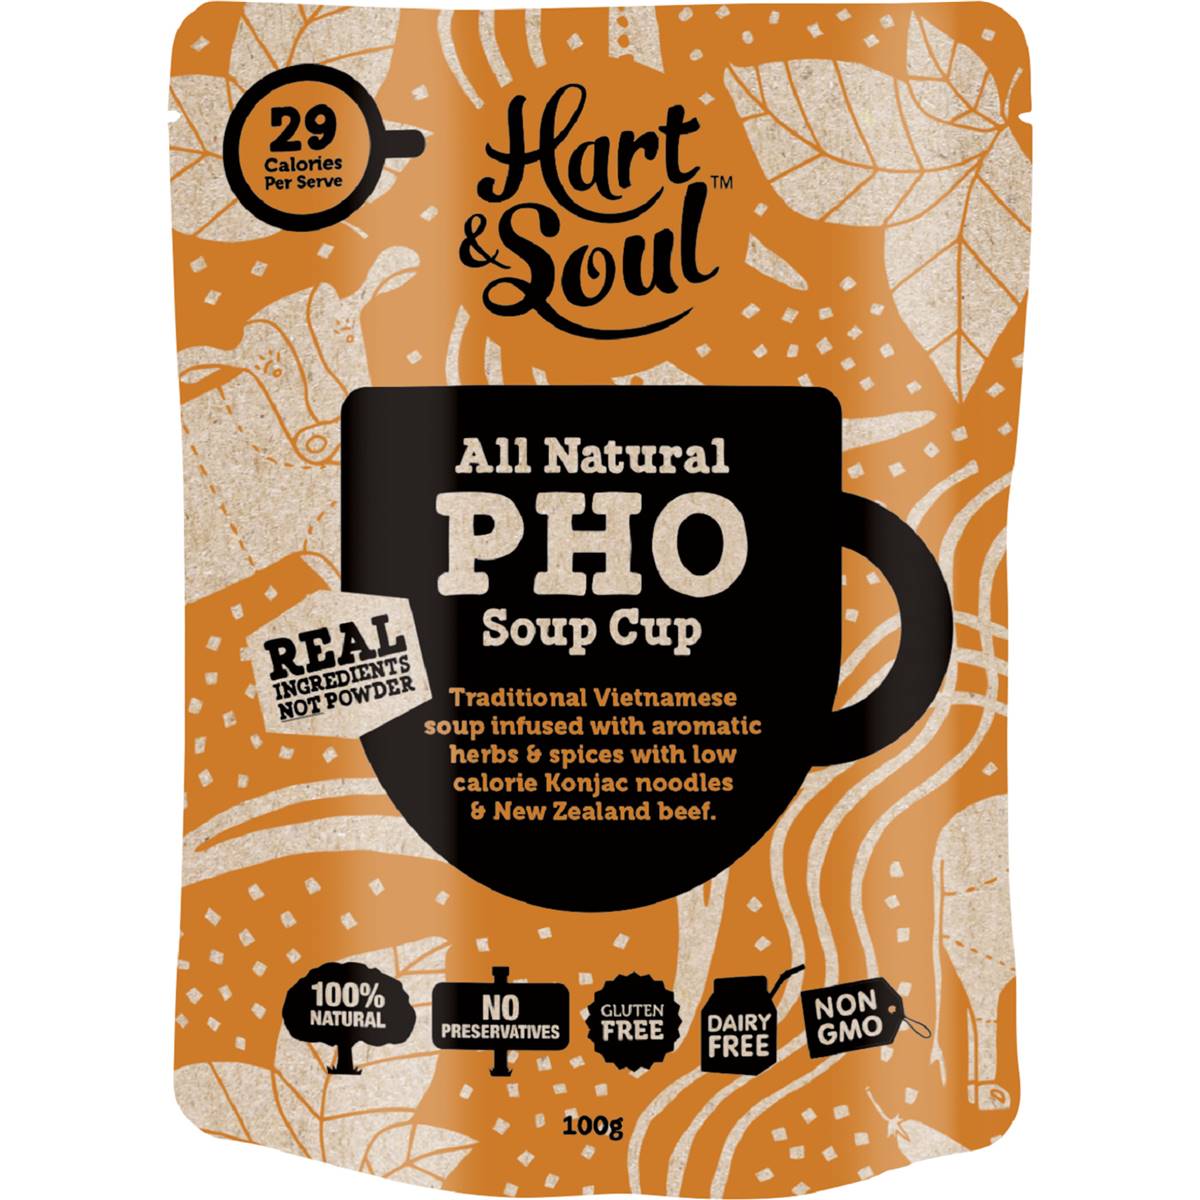 29
Calories
Per Serve
Hart
& Soul™
All Natural
PHO
Soup Cup
REAL
INGREDIENTS
NOT POWDER
Traditional Vietnamese
soup infused with aromatic
herbs & spices with low
calorie Konjac noodles
& New Zealand beef.
100%
NATURAL
NO
PRESERVATIVES
GLUTEN
FREE
DAIRY
FREE
NON
GMO
100g